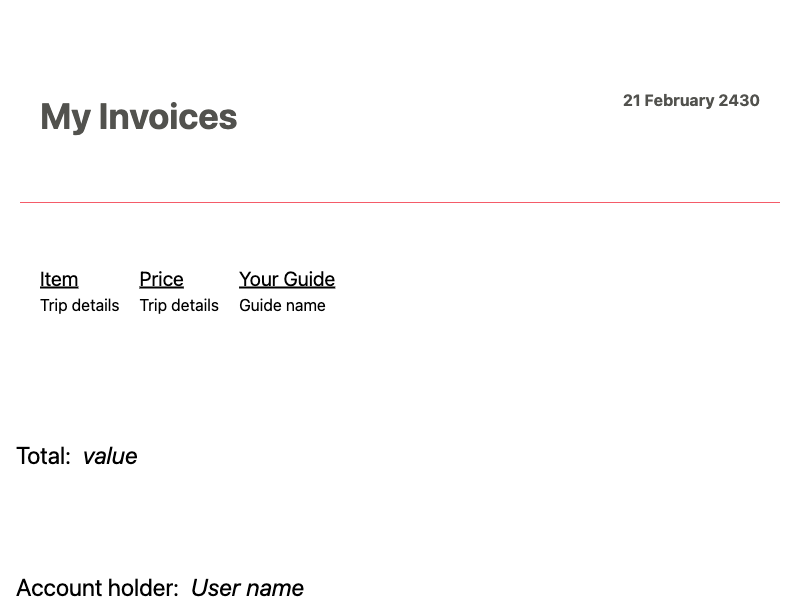 My Invoices
21 February 2430
Item Price Your Guide
Trip details Trip details Guide name
Total: value
Account holder: User name